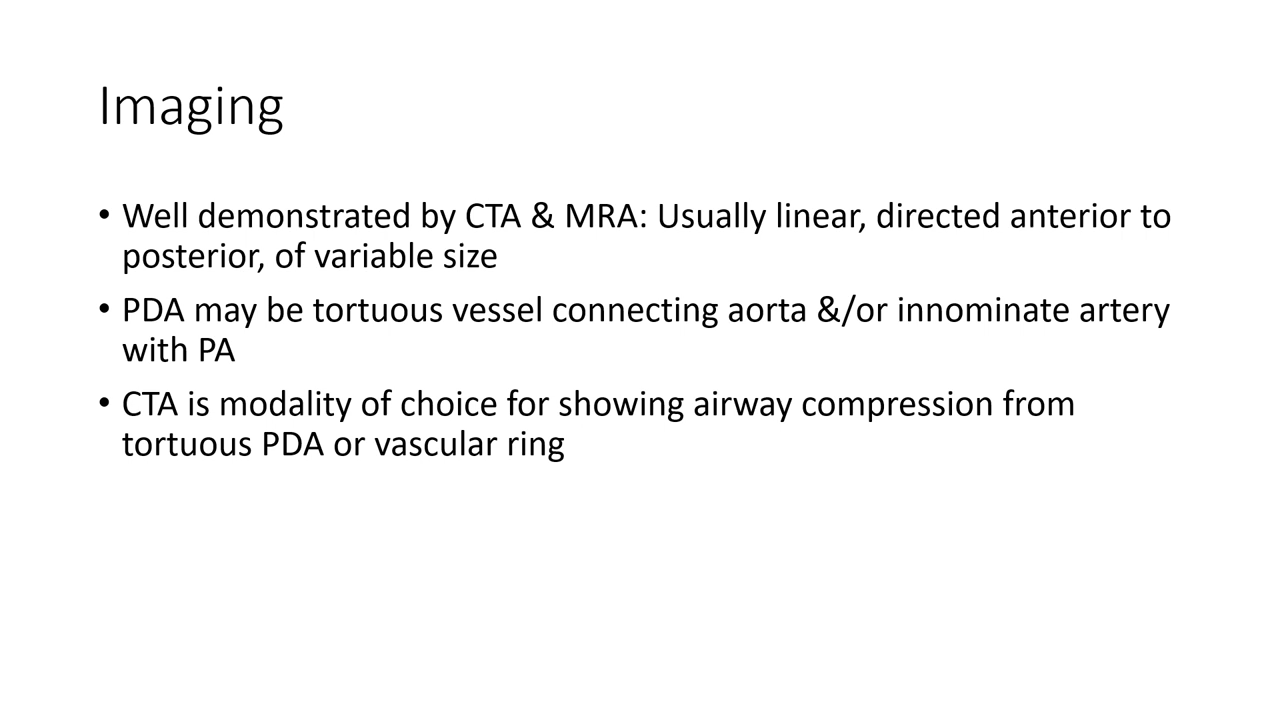 Imaging
• Well demonstrated by CTA & MRA: Usually linear, directed anterior to
posterior, of variable size
• PDA may be tortuous vessel connecting aorta &/or innominate artery
with PA
• CTA is modality of choice for showing airway compression from
tortuous PDA or vascular ring